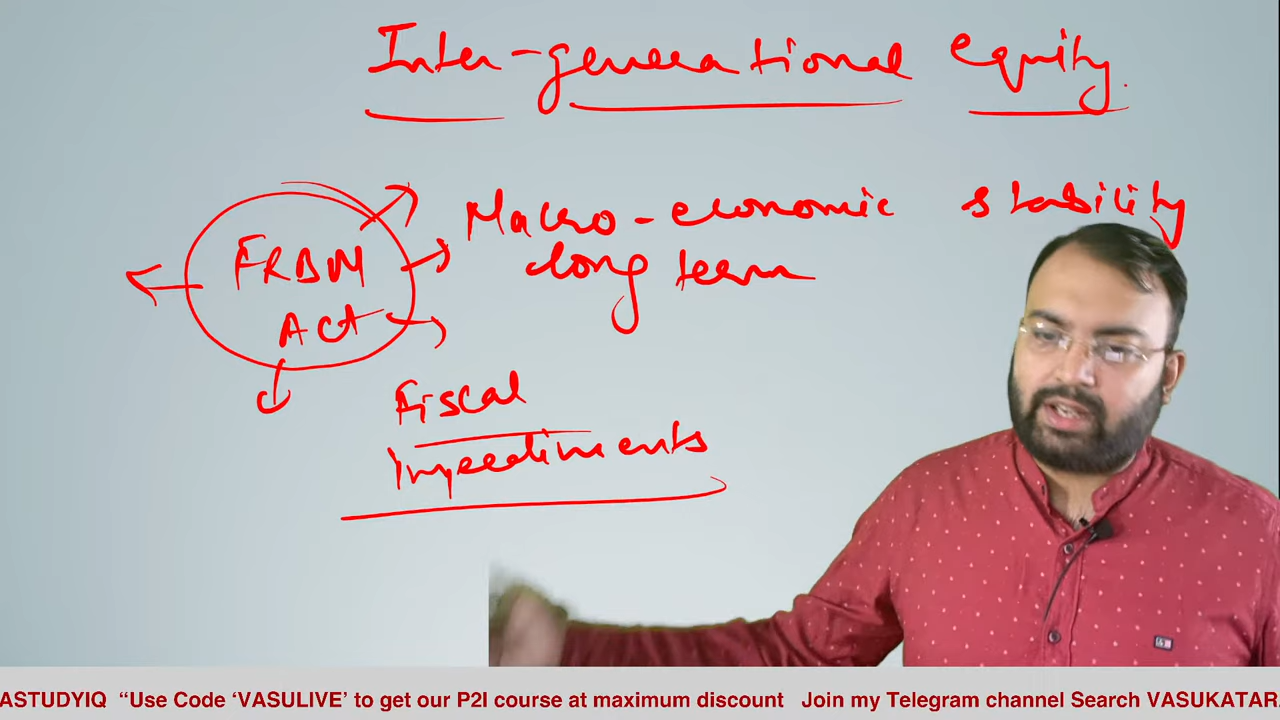 Inter-generational equity.
Macro-economic stability
long term
FRBM
Act
Fiscal
Impediments
ASTUDYIQ “Use Code ‘VASULIVE’ to get our P2I course at maximum discount Join my Telegram channel Search VASUKATAR